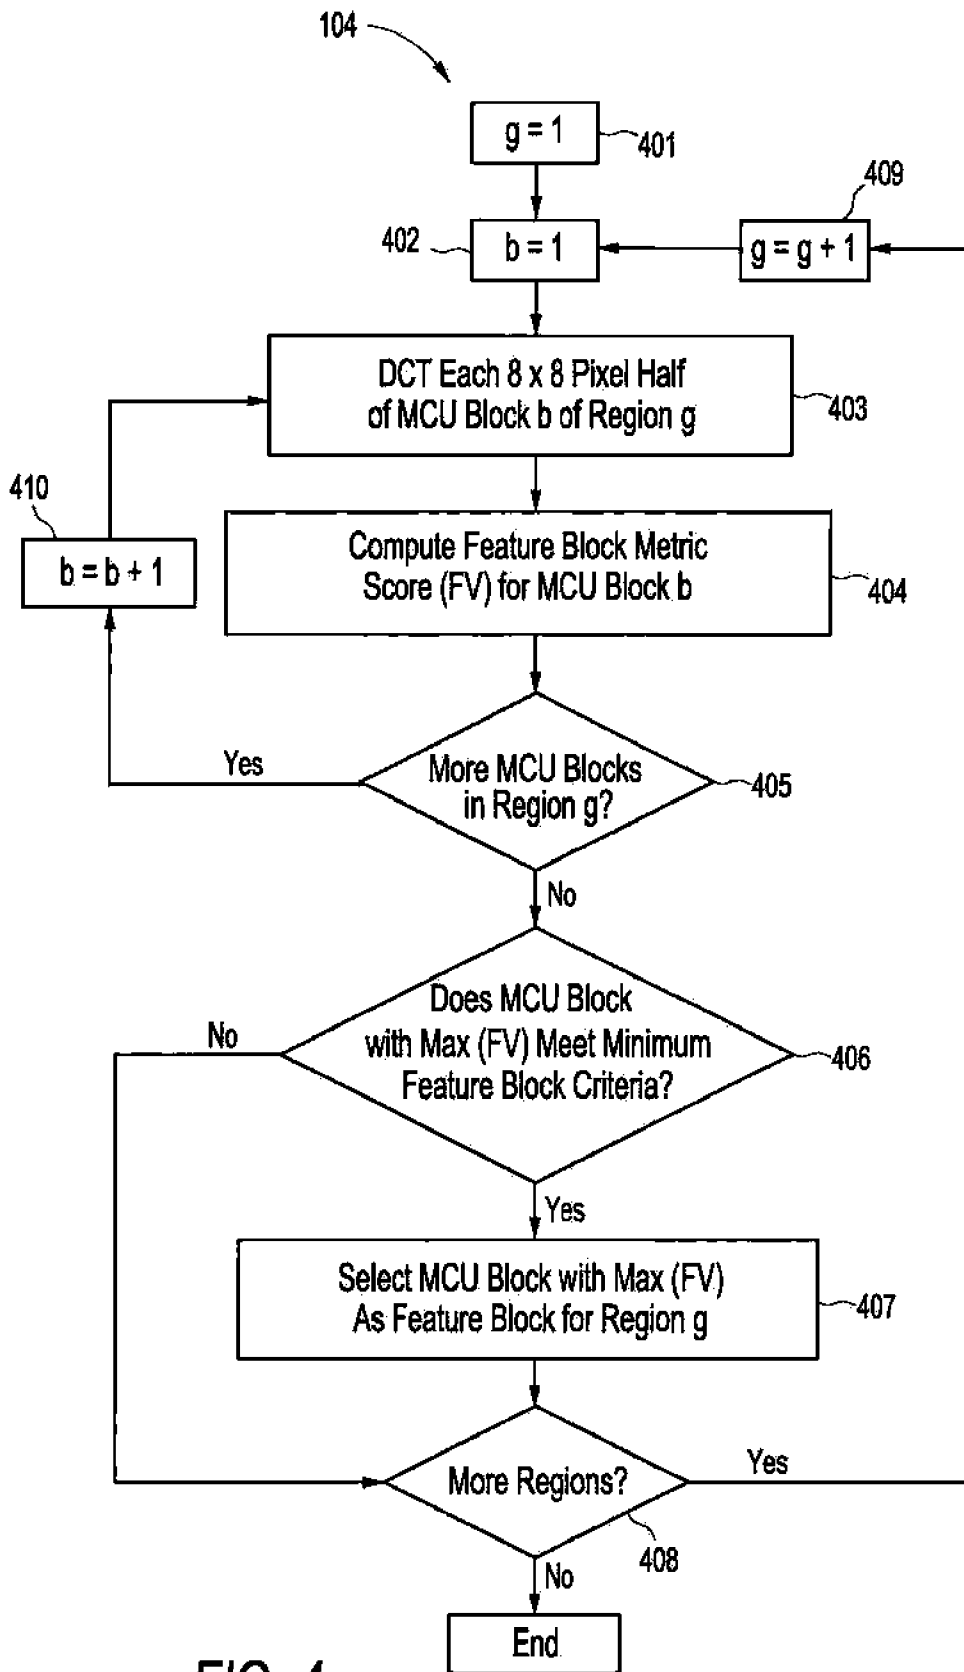 104
g = 1
401
409
402
b = 1
g = g + 1
DCT Each 8 x 8 Pixel Half
of MCU Block b of Region g
403
410
b = b + 1
Compute Feature Block Metric
Score (FV) for MCU Block b
404
Yes
More MCU Blocks
in Region g?
405
No
Does MCU Block
with Max (FV) Meet Minimum
Feature Block Criteria?
406
No
Yes
Select MCU Block with Max (FV)
As Feature Block for Region g
407
More Regions?
Yes
408
No
End
FIG. 4